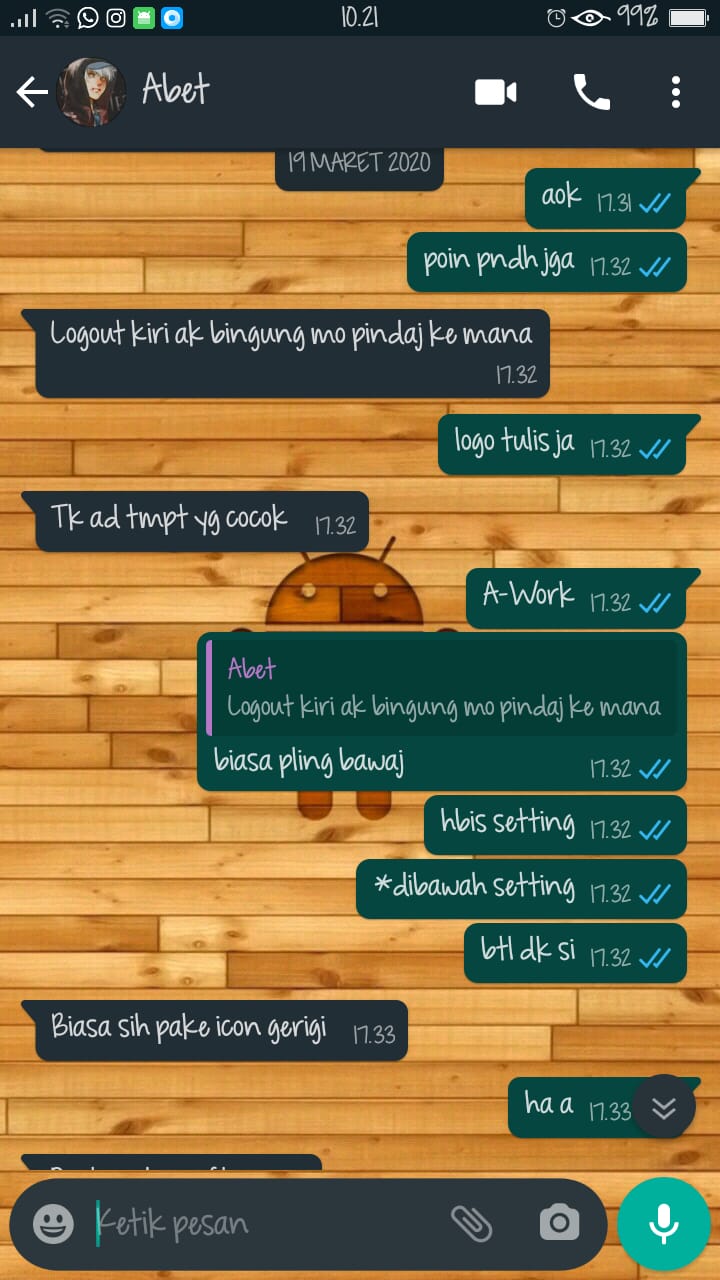 10.21
99%
Abet
19 MARET 2020
aok 17.31
poin pndh jga 17.32
Logout kiri ak bingung mo pindaj ke mana
17.32
logo tulis ja 17.32
Tk ad tmpt yg cocok 17.32
A-Work 17.32
Abet
Logout kiri ak bingung mo pindaj ke mana
biasa pling bawaj 17.32
hbis setting 17.32
*dibawah setting 17.32
btl dk si 17.32
Biasa sih pake icon gerigi 17.33
ha a 17.33
Ketik pesan